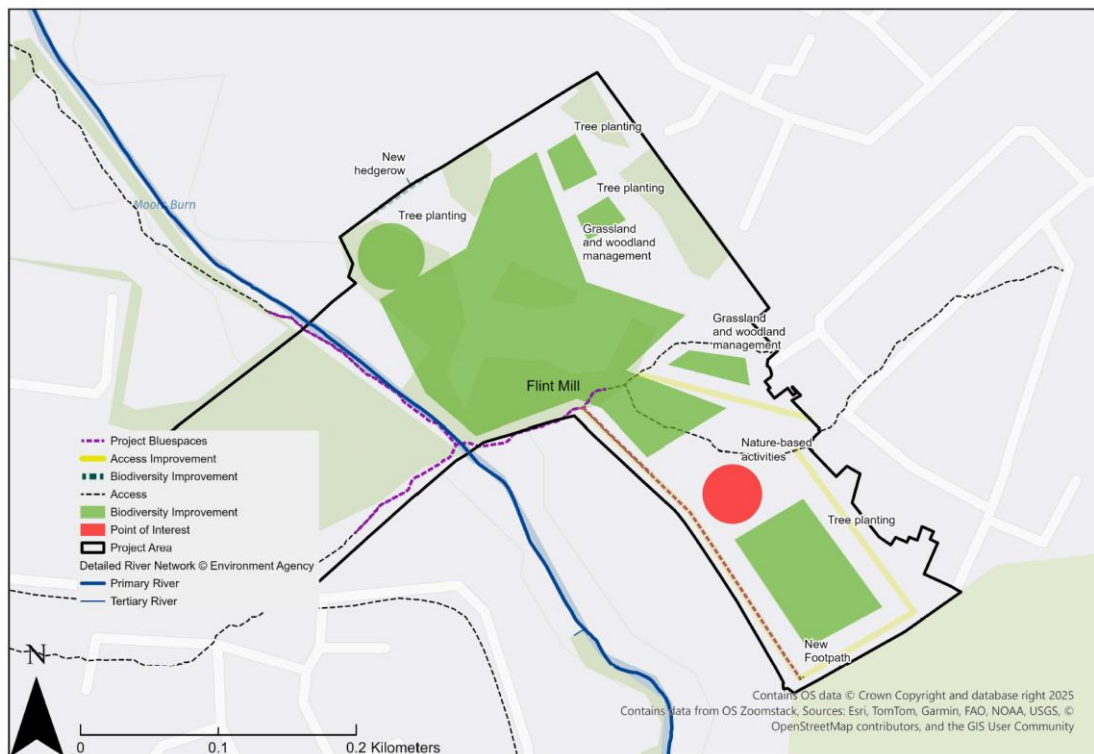 Tree planting
New
hedgerow
Tree planting
Moors Burn
Tree planting
Grassland
and woodland
management
Grassland
and woodland
management
Flint Mill
Nature-based
activities
Tree planting
New
Footpath
Project Bluespaces
Access Improvement
Biodiversity Improvement
Access
Biodiversity Improvement
Point of Interest
Project Area
Detailed River Network © Environment Agency
Primary River
Tertiary River
N
0 0.1 0.2 Kilometers
Contains OS data © Crown Copyright and database right 2025
Contains data from OS Zoomstack, Sources: Esri, TomTom, Garmin, FAO, NOAA, USGS, ©
OpenStreetMap contributors, and the GIS User Community